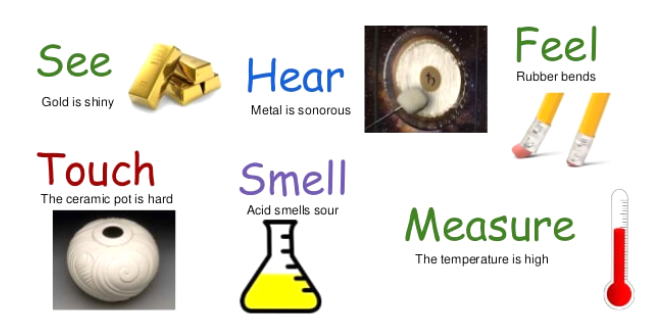 See
Gold is shiny
Hear
Metal is sonorous
Feel
Rubber bends
Touch
The ceramic pot is hard
Smell
Acid smells sour
Measure
The temperature is high